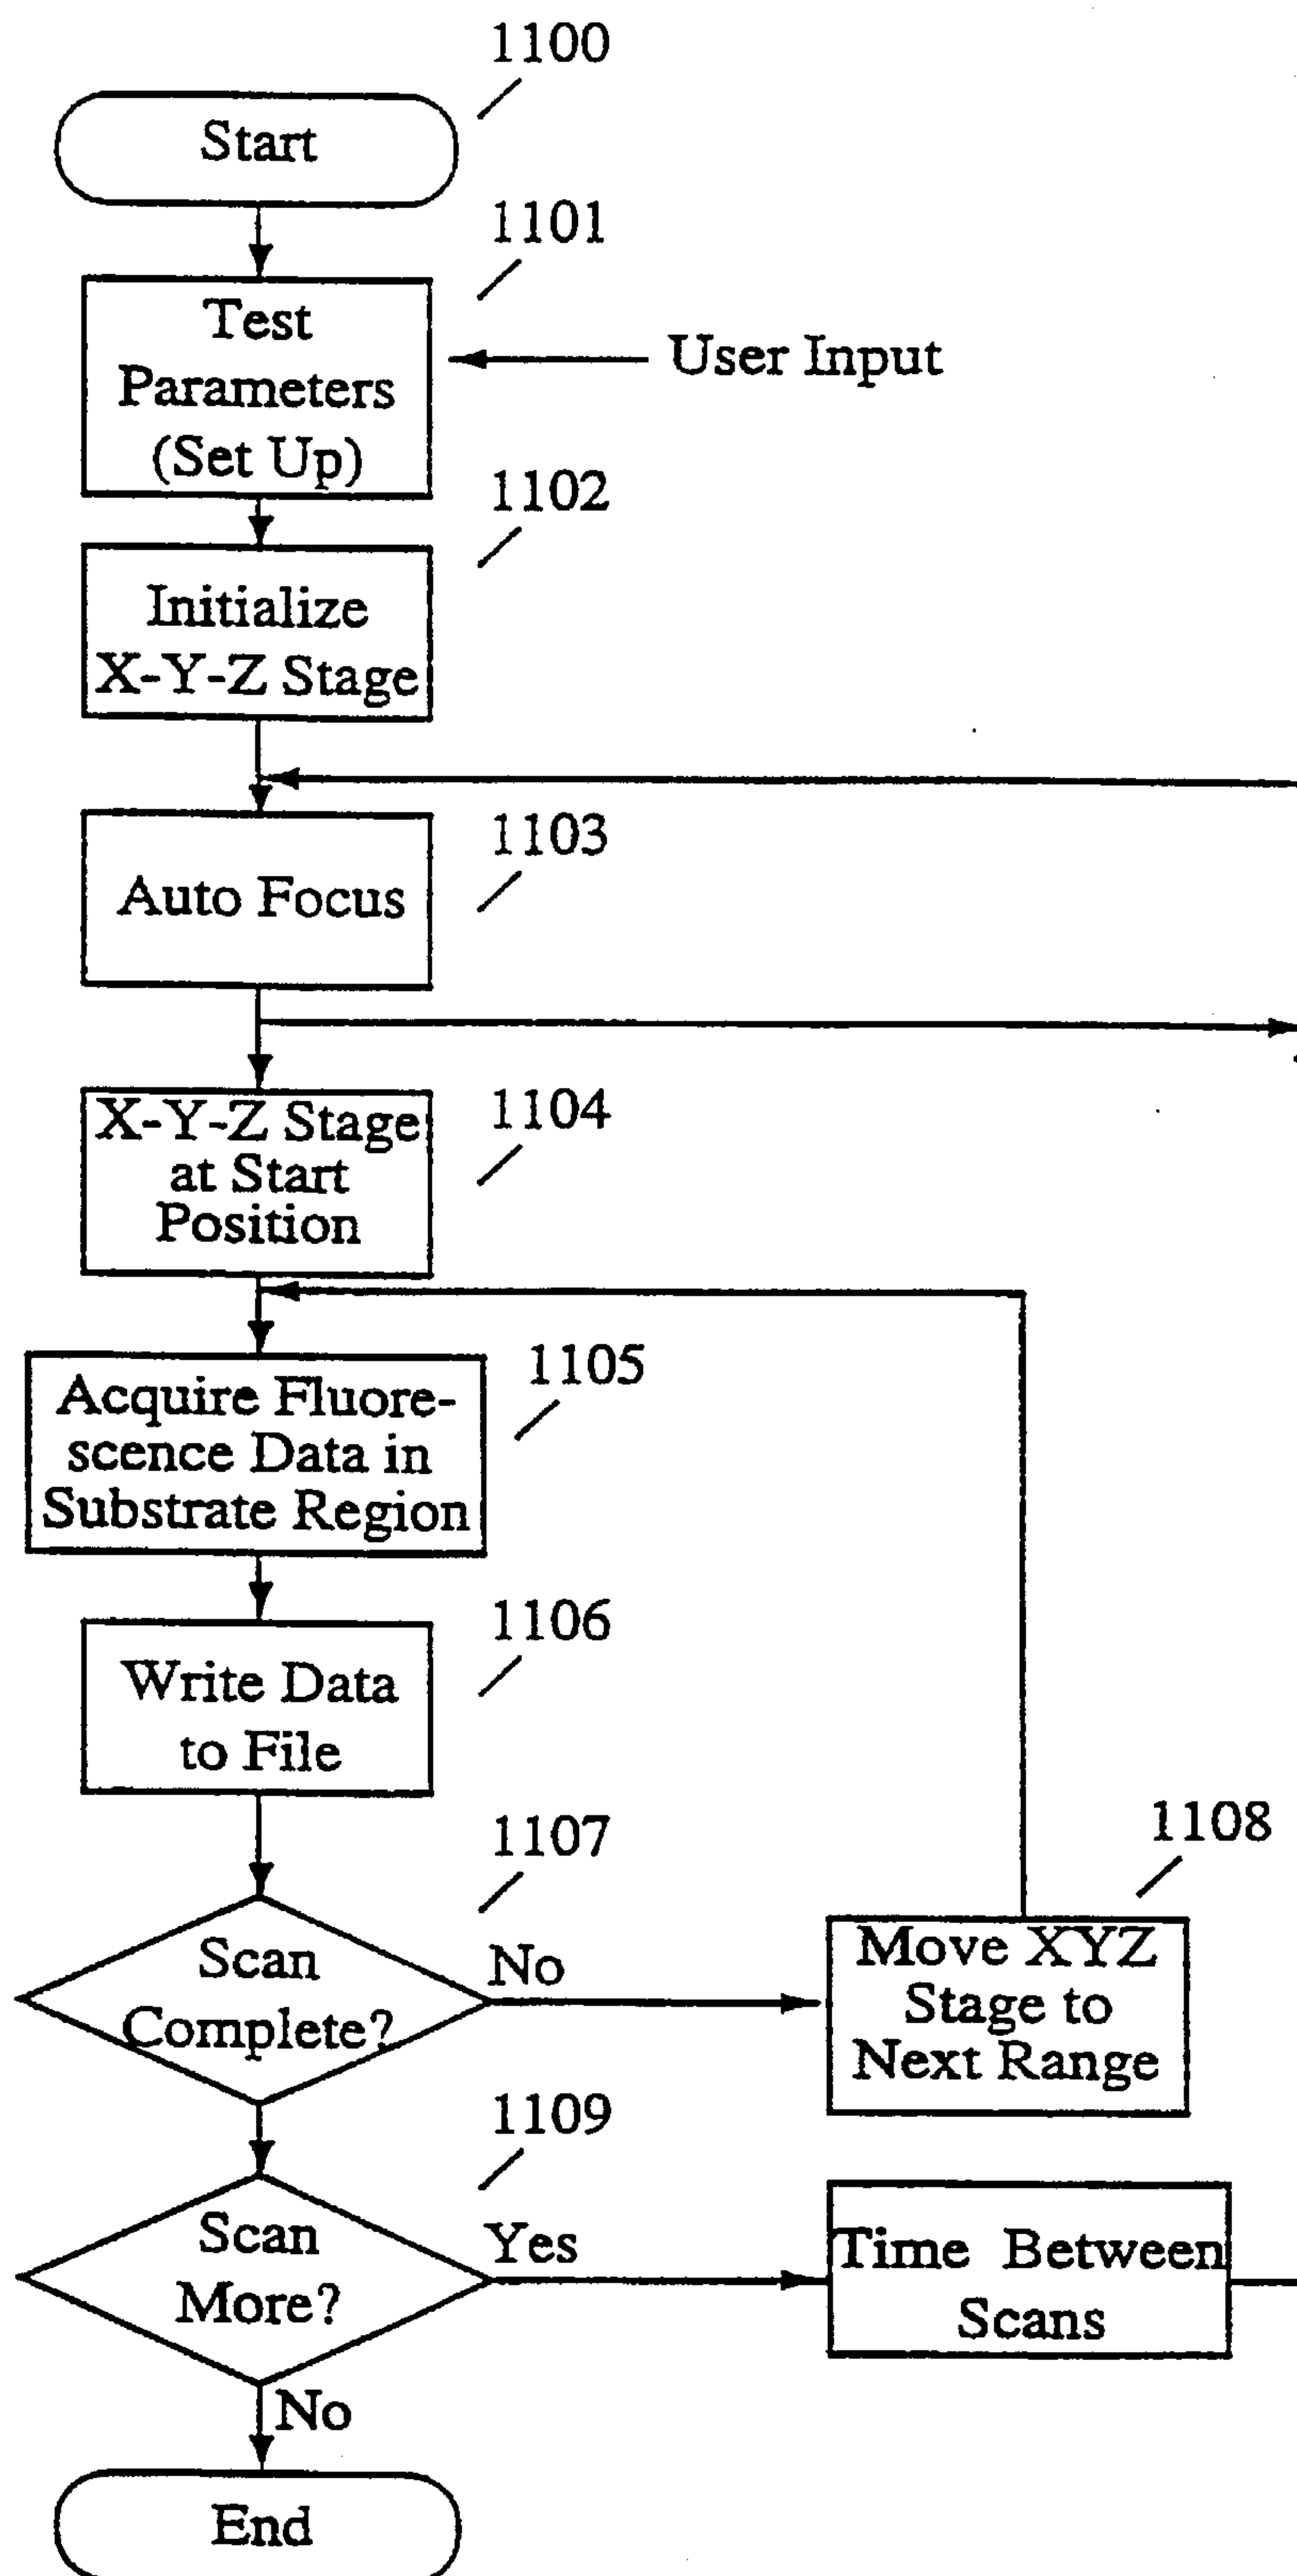 1100
Start
1101
Test
Parameters
(Set Up)
User Input
1102
Initialize
X-Y-Z Stage
1103
Auto Focus
1104
X-Y-Z Stage
at Start
Position
1105
Acquire Fluore-
scence Data in
Substrate Region
1106
Write Data
to File
1107
Scan
Complete?
No
1108
Move XYZ
Stage to
Next Range
1109
Scan
More?
Yes
Time Between
Scans
No
End